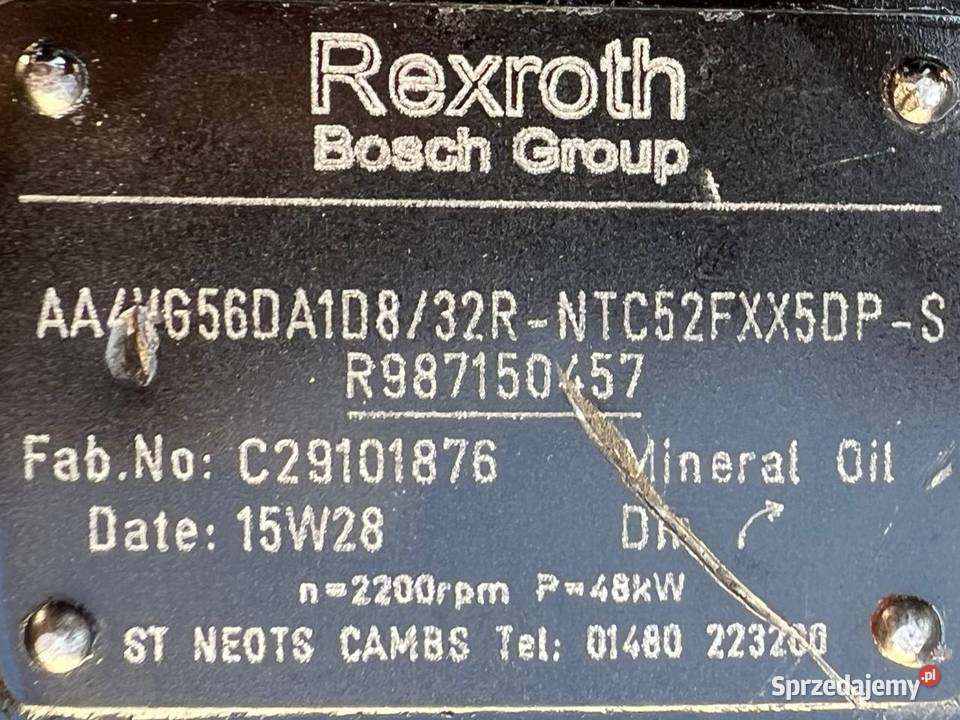 Rexroth
Bosch Group
AA4VG56DA1D8/32R-NTC52FXX5DP-S
R987150457
Fab.No: C29101876 Mineral Oil
Date: 15W28
n=2200rpm P=48kW
ST NEOTS CAMBS Tel: 01480 223200
Sprzedajemy.pl